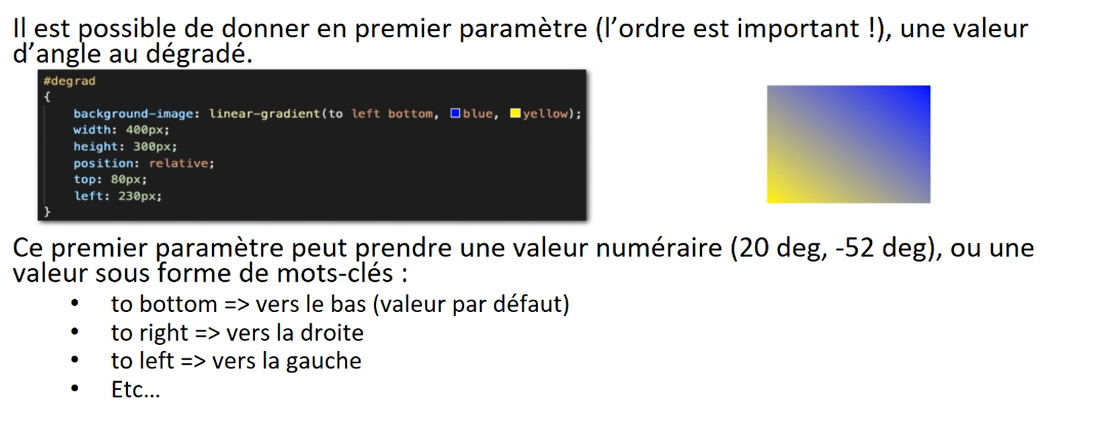 Il est possible de donner en premier paramètre (l’ordre est important !), une valeur
d’angle au dégradé.
#degrad
{
background-image: linear-gradient(to left bottom, blue, yellow);
width: 400px;
height: 300px;
position: relative;
top: 80px;
left: 230px;
}
Ce premier paramètre peut prendre une valeur numéraire (20 deg, -52 deg), ou une
valeur sous forme de mots-clés :
• to bottom => vers le bas (valeur par défaut)
• to right => vers la droite
• to left => vers la gauche
• Etc…